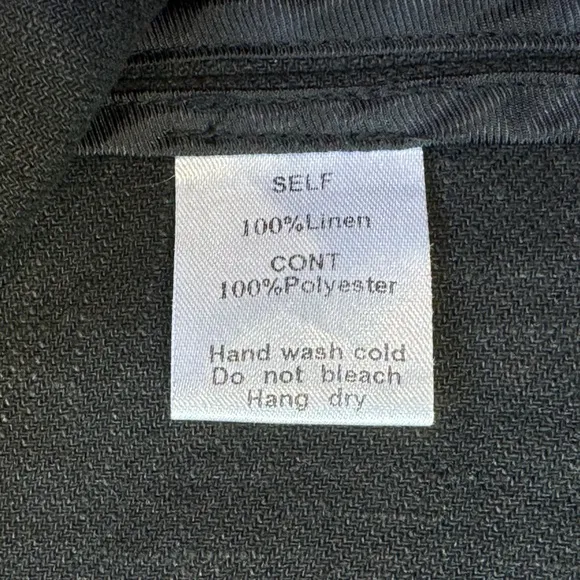 SELF
100%Linen
CONT
100%Polyester
Hand wash cold
Do not bleach
Hang dry